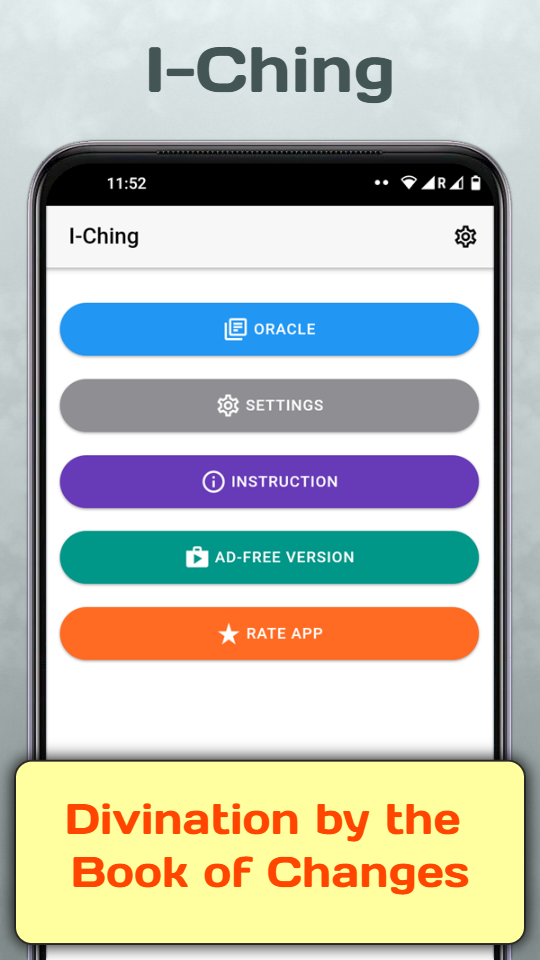 I-Ching
11:52
R
I-Ching
ORACLE
SETTINGS
INSTRUCTION
AD-FREE VERSION
RATE APP
Divination by the
Book of Changes